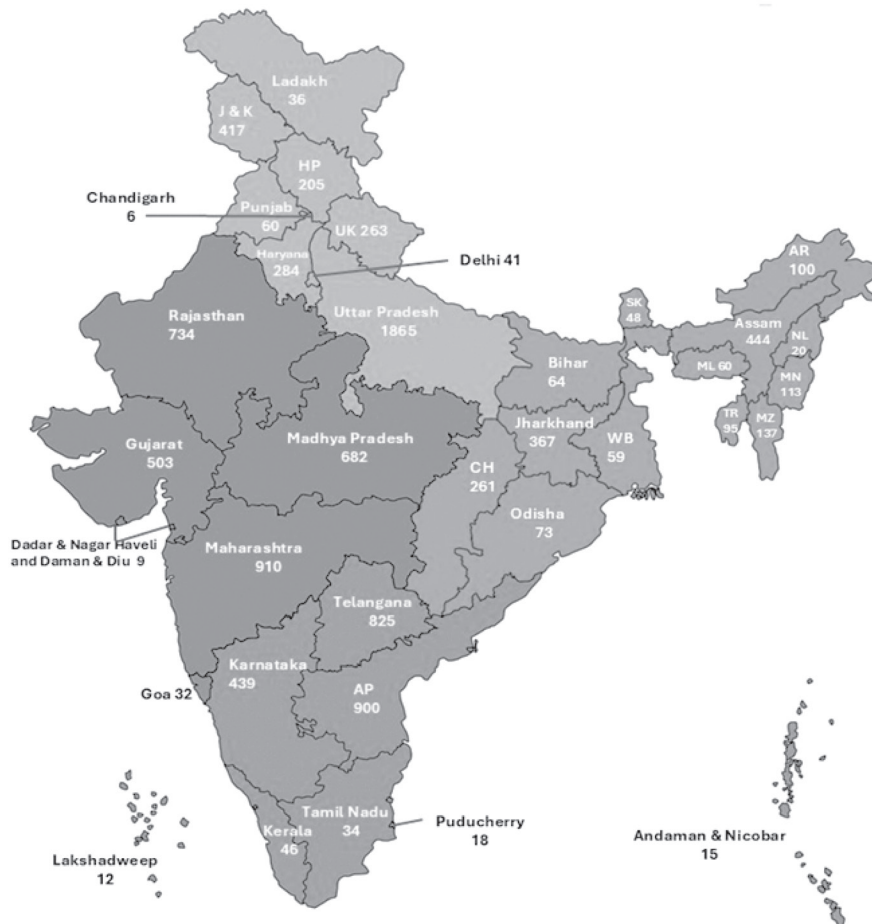 Ladakh
36
J & K
417
HP
205
Chandigarh
6
Punjab
60
UK 263
Haryana
284
Delhi 41
AR
100
Rajasthan
734
Uttar Pradesh
1865
SK
48
Assam
444
NL
20
Bihar
64
ML 60
MN
113
Gujarat
503
Madhya Pradesh
682
Jharkhand
367
WB
59
TR
95
MZ
137
CH
261
Odisha
73
Dadar & Nagar Haveli
and Daman & Diu 9
Maharashtra
910
Telangana
825
Karnataka
439
Goa 32
AP
900
Tamil Nadu
34
Kerala
46
Puducherry
18
Andaman & Nicobar
15
Lakshadweep
12